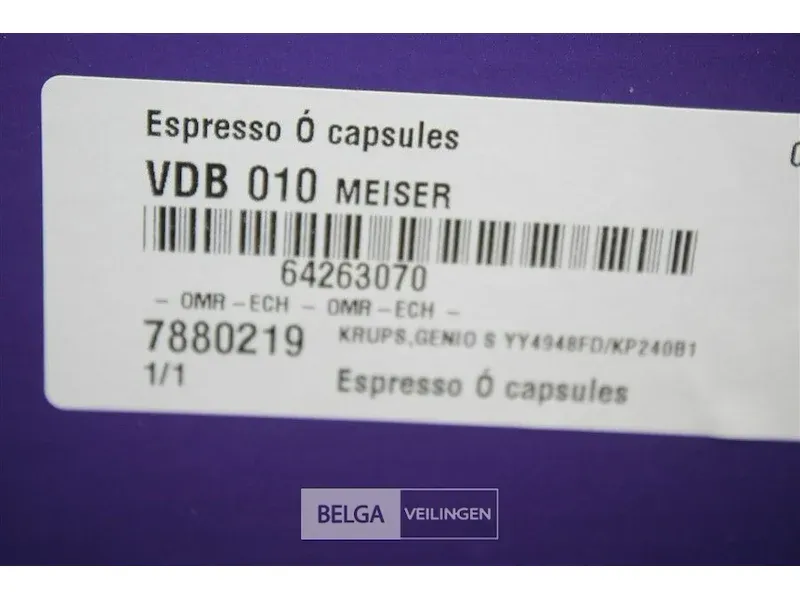 Espresso Ó capsules
VDB 010 MEISER
64263070
- OMR-ECH - OMR-ECH -
7880219 KRUPS,GENIO S YY4948FD/KP240B1
1/1 Espresso Ó capsules
BELGA VEILINGEN